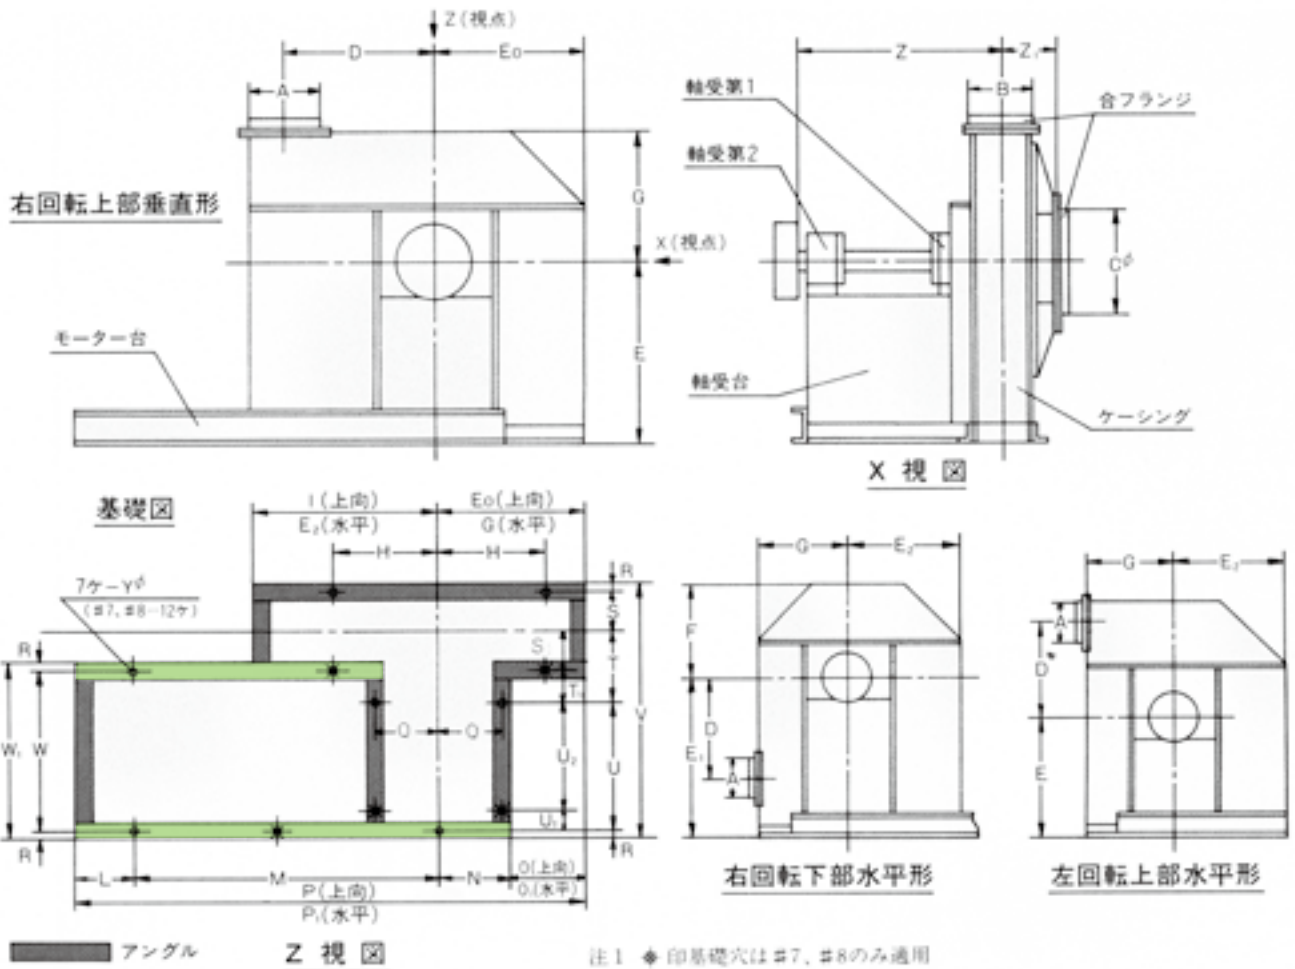 Z(視点)
D
Eo
A
右回転上部垂直形
G
X(視点)
E
モーター台
Z
Z₁
軸受第1
B
合フランジ
軸受第2
Cφ
軸受台
ケーシング
X 視 図
基礎図
I(上向)
E₂(水平)
Eo(上向)
G(水平)
H
H
7ケ-Yφ
(#7, #8-12ケ)
R
R
S
S
T
T
V
W₁
W
Q
Q
U₂
U
U₁
R
R
L
M
N
O(上向)
O₁(水平)
P(上向)
P₁(水平)
アングル
Z 視 図
G
E₂
F
D
E₁
A
右回転下部水平形
G
E₂
A
D
E
左回転上部水平形
注1 印基礎穴は#7, #8のみ適用